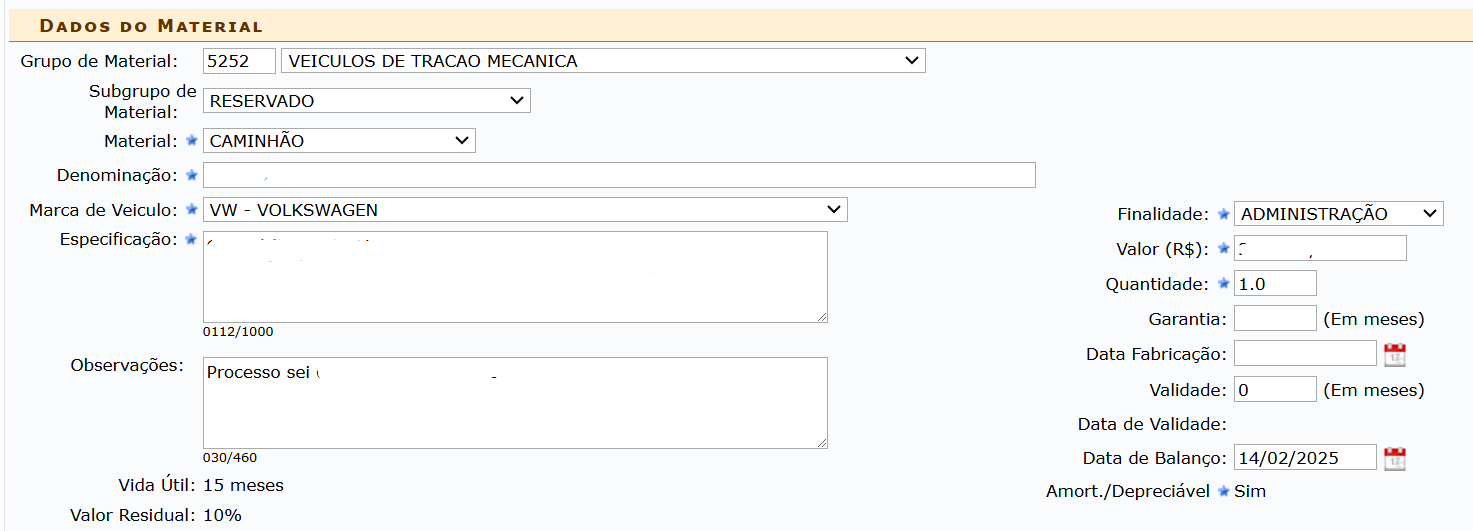 DADOS DO MATERIAL
Grupo de Material: 5252 VEICULOS DE TRACAO MECANICA
Subgrupo de
Material: RESERVADO
Material: CAMINHÃO
Denominação:
Marca de Veiculo: VW - VOLKSWAGEN
Finalidade: ADMINISTRAÇÃO
Especificação:
0112/1000
Valor (R$):
Quantidade: 1.0
Garantia: (Em meses)
Observações: Processo sei
030/460
Data Fabricação:
Validade: 0 (Em meses)
Data de Validade:
Data de Balanço: 14/02/2025
Vida Útil: 15 meses
Amort./Depreciável Sim
Valor Residual: 10%